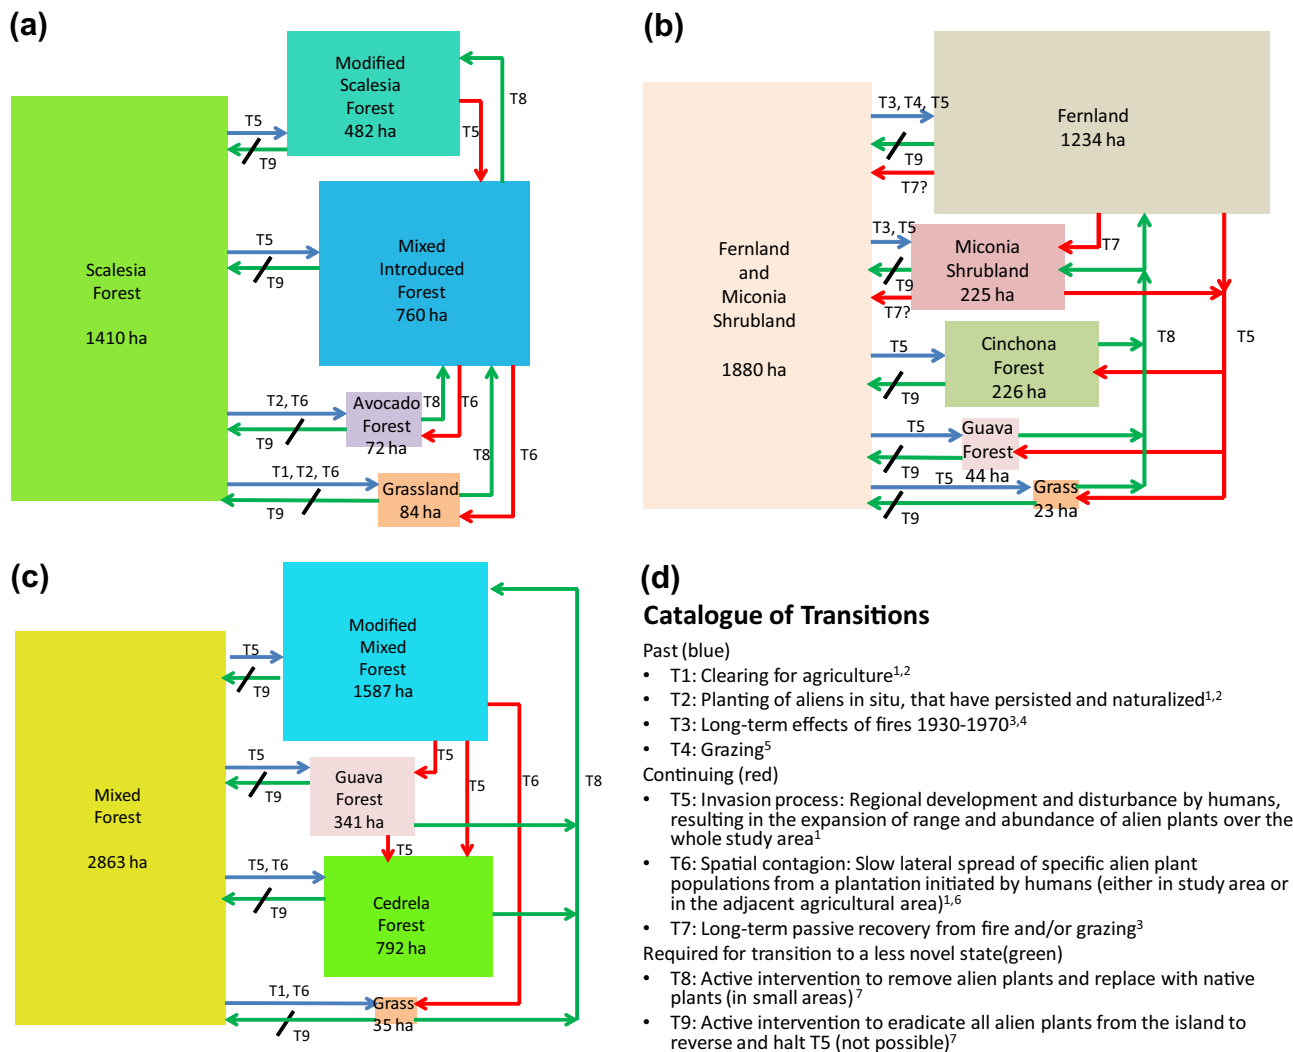 (a)
Modified
Scalesia
Forest
482 ha
T8
T5
T5
T9
Scalesia
Forest
1410 ha
T5
T9
Mixed
Introduced
Forest
760 ha
T2, T6
T9
Avocado
Forest
72 ha
T8
T6
T8
T6
T1, T2, T6
T9
Grassland
84 ha
(b)
Fernland
1234 ha
T3, T4, T5
T9
T7?
Fernland
and
Miconia
Shrubland
1880 ha
T3, T5
T9
T7?
Miconia
Shrubland
225 ha
T7
T8
T5
T5
T9
Cinchona
Forest
226 ha
T5
T9
Guava
Forest
44 ha
T5
T9
Grass
23 ha
(c)
Modified
Mixed
Forest
1587 ha
T5
T9
Mixed
Forest
2863 ha
T5
T9
Guava
Forest
341 ha
T5
T5
T6
T8
T5
T5, T6
T9
Cedrela
Forest
792 ha
T1, T6
T9
Grass
35 ha
(d)
Catalogue of Transitions
Past (blue)
• T1: Clearing for agriculture1,2
• T2: Planting of aliens in situ, that have persisted and naturalized1,2
• T3: Long-term effects of fires 1930-19703,4
• T4: Grazing5
Continuing (red)
• T5: Invasion process: Regional development and disturbance by humans,
resulting in the expansion of range and abundance of alien plants over the
whole study area1
• T6: Spatial contagion: Slow lateral spread of specific alien plant
populations from a plantation initiated by humans (either in study area or
in the adjacent agricultural area)1,6
• T7: Long-term passive recovery from fire and/or grazing3
Required for transition to a less novel state(green)
• T8: Active intervention to remove alien plants and replace with native
plants (in small areas)7
• T9: Active intervention to eradicate all alien plants from the island to
reverse and halt T5 (not possible)7